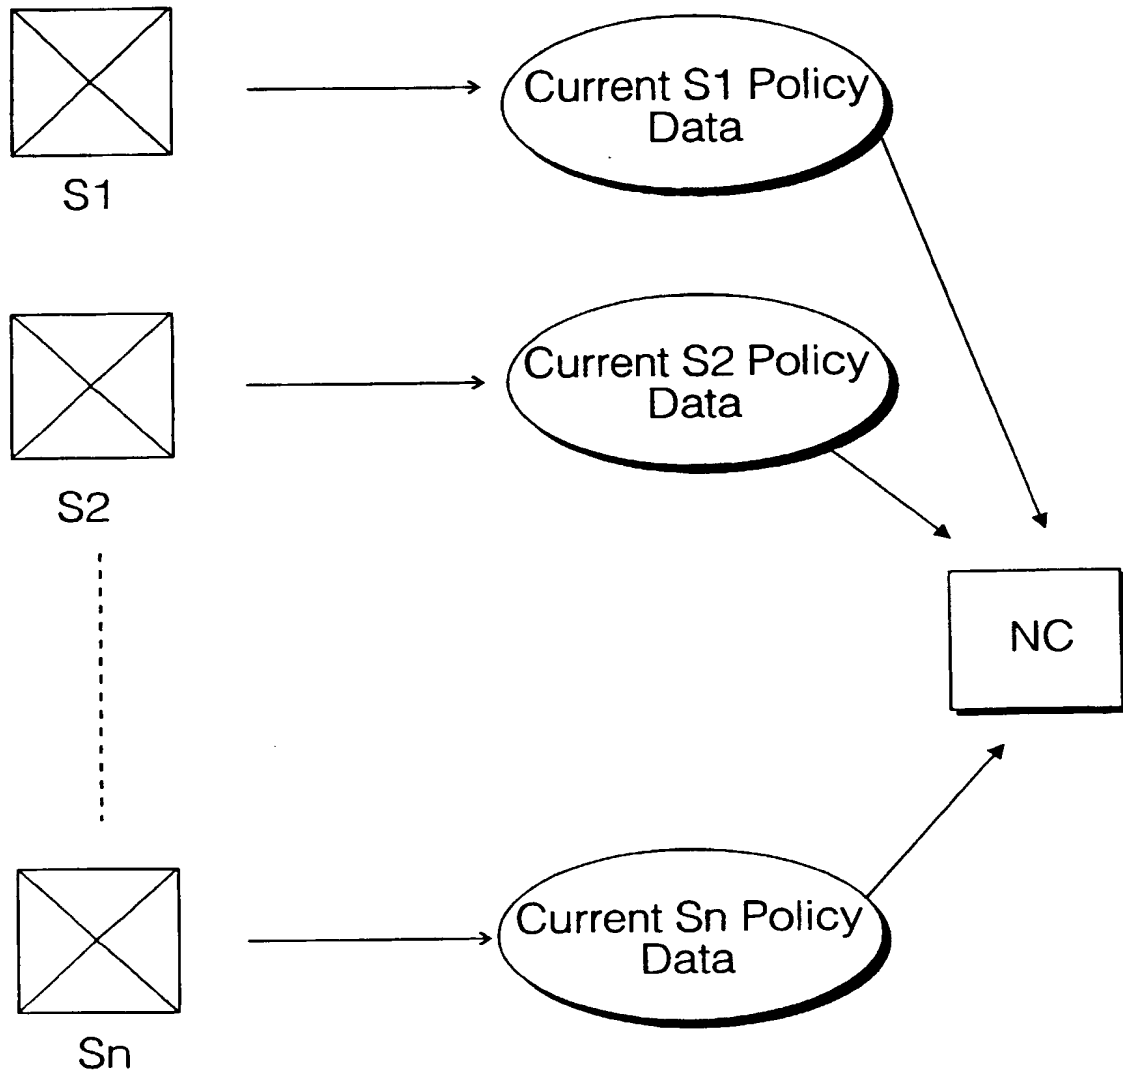 Current S1 Policy
Data
S1
Current S2 Policy
Data
S2
NC
Current Sn Policy
Data
Sn